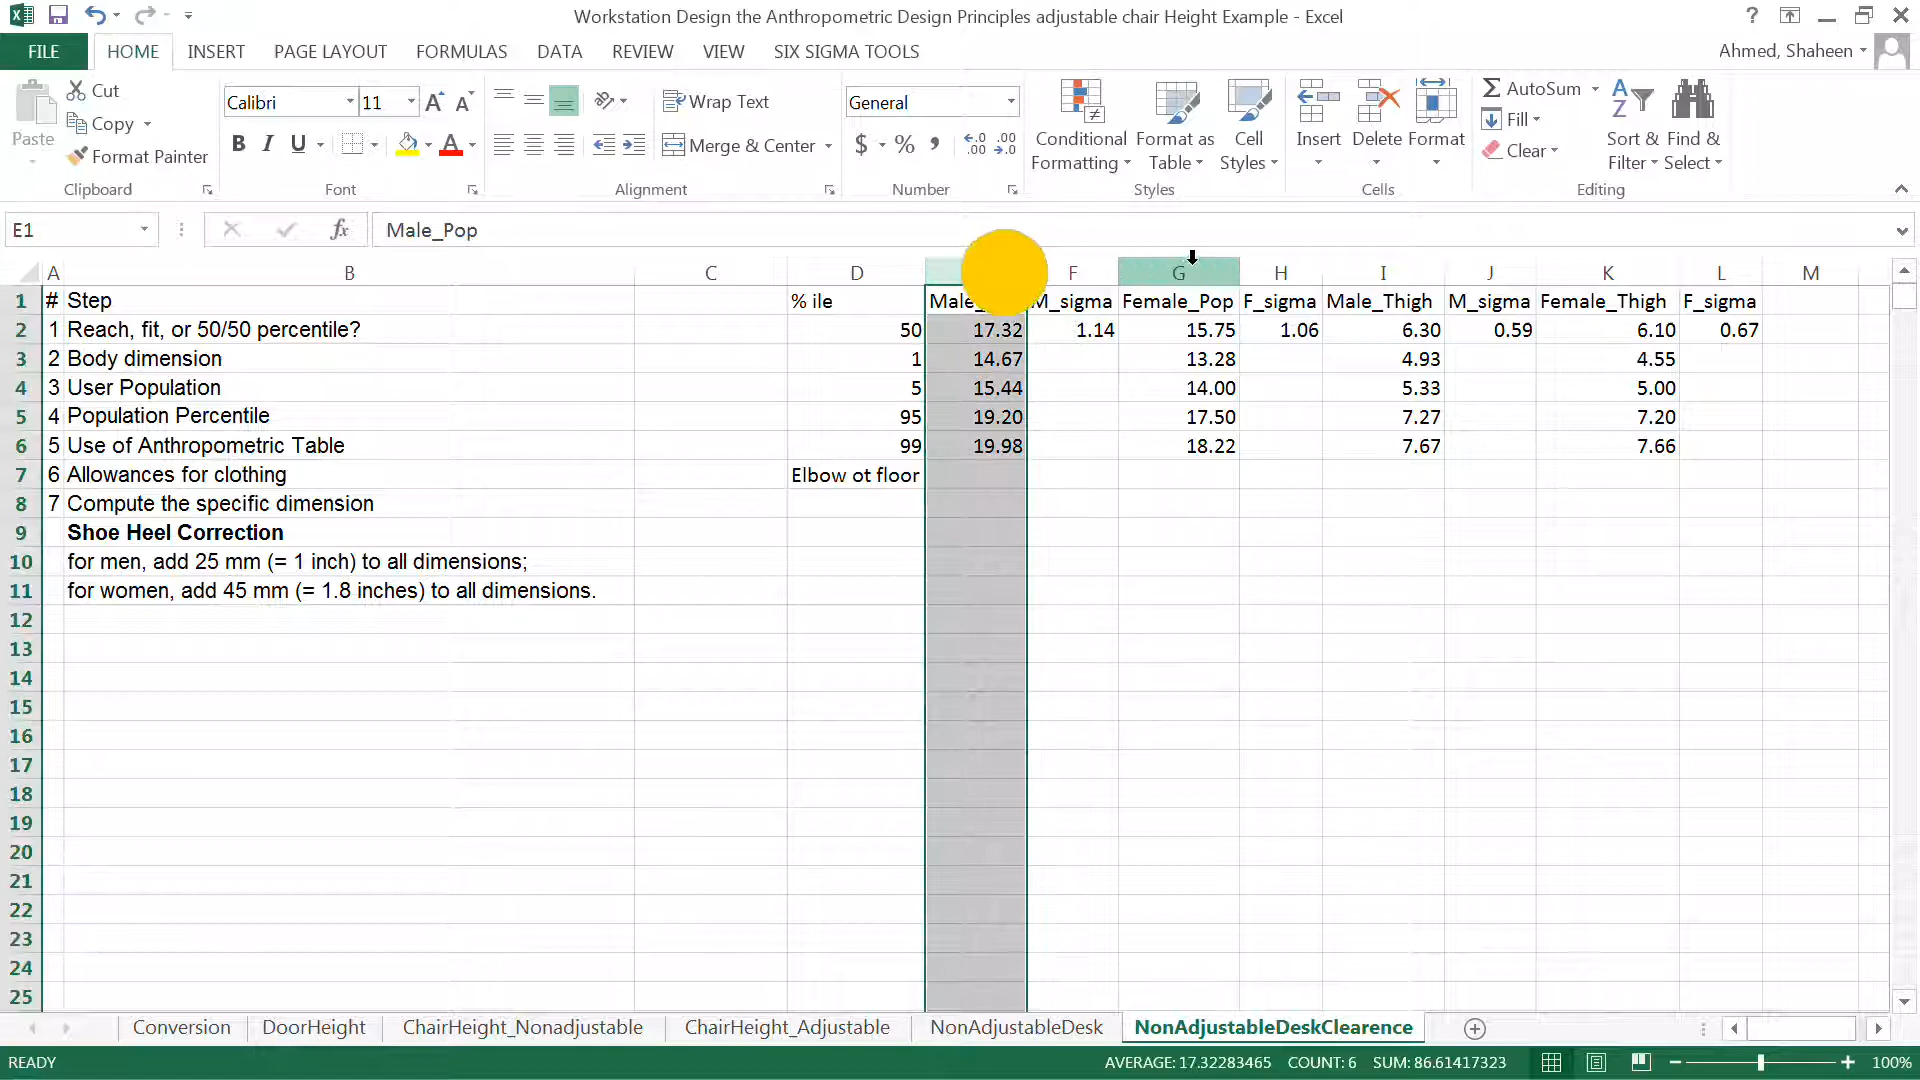 Workstation Design the Anthropometric Design Principles adjustable chair Height Example - Excel
?
FILE HOME INSERT PAGE LAYOUT FORMULAS DATA REVIEW VIEW SIX SIGMA TOOLS Ahmed, Shaheen
Paste
Cut
Copy
Format Painter
Clipboard
Calibri 11
B I U
Font
Wrap Text
Merge & Center
Alignment
General
$ % ,
Number
Conditional Formatting
Format as Table
Cell Styles
Styles
Insert Delete Format
Cells
AutoSum
Fill
Clear
Sort & Filter
Find & Select
Editing
E1 fx Male_Pop
A B C D F G H I J K L M
1 # Step % ile Male_ M_sigma Female_Pop F_sigma Male_Thigh M_sigma Female_Thigh F_sigma
2 1 Reach, fit, or 50/50 percentile? 50 17.32 1.14 15.75 1.06 6.30 0.59 6.10 0.67
3 2 Body dimension 1 14.67 13.28 4.93 4.55
4 3 User Population 5 15.44 14.00 5.33 5.00
5 4 Population Percentile 95 19.20 17.50 7.27 7.20
6 5 Use of Anthropometric Table 99 19.98 18.22 7.67 7.66
7 6 Allowances for clothing Elbow ot floor
8 7 Compute the specific dimension
9 Shoe Heel Correction
10 for men, add 25 mm (= 1 inch) to all dimensions;
11 for women, add 45 mm (= 1.8 inches) to all dimensions.
12
13
14
15
16
17
18
19
20
21
22
23
24
25
Conversion DoorHeight ChairHeight_Nonadjustable ChairHeight_Adjustable NonAdjustableDesk NonAdjustableDeskClearence
READY AVERAGE: 17.32283465 COUNT: 6 SUM: 86.61417323 100%